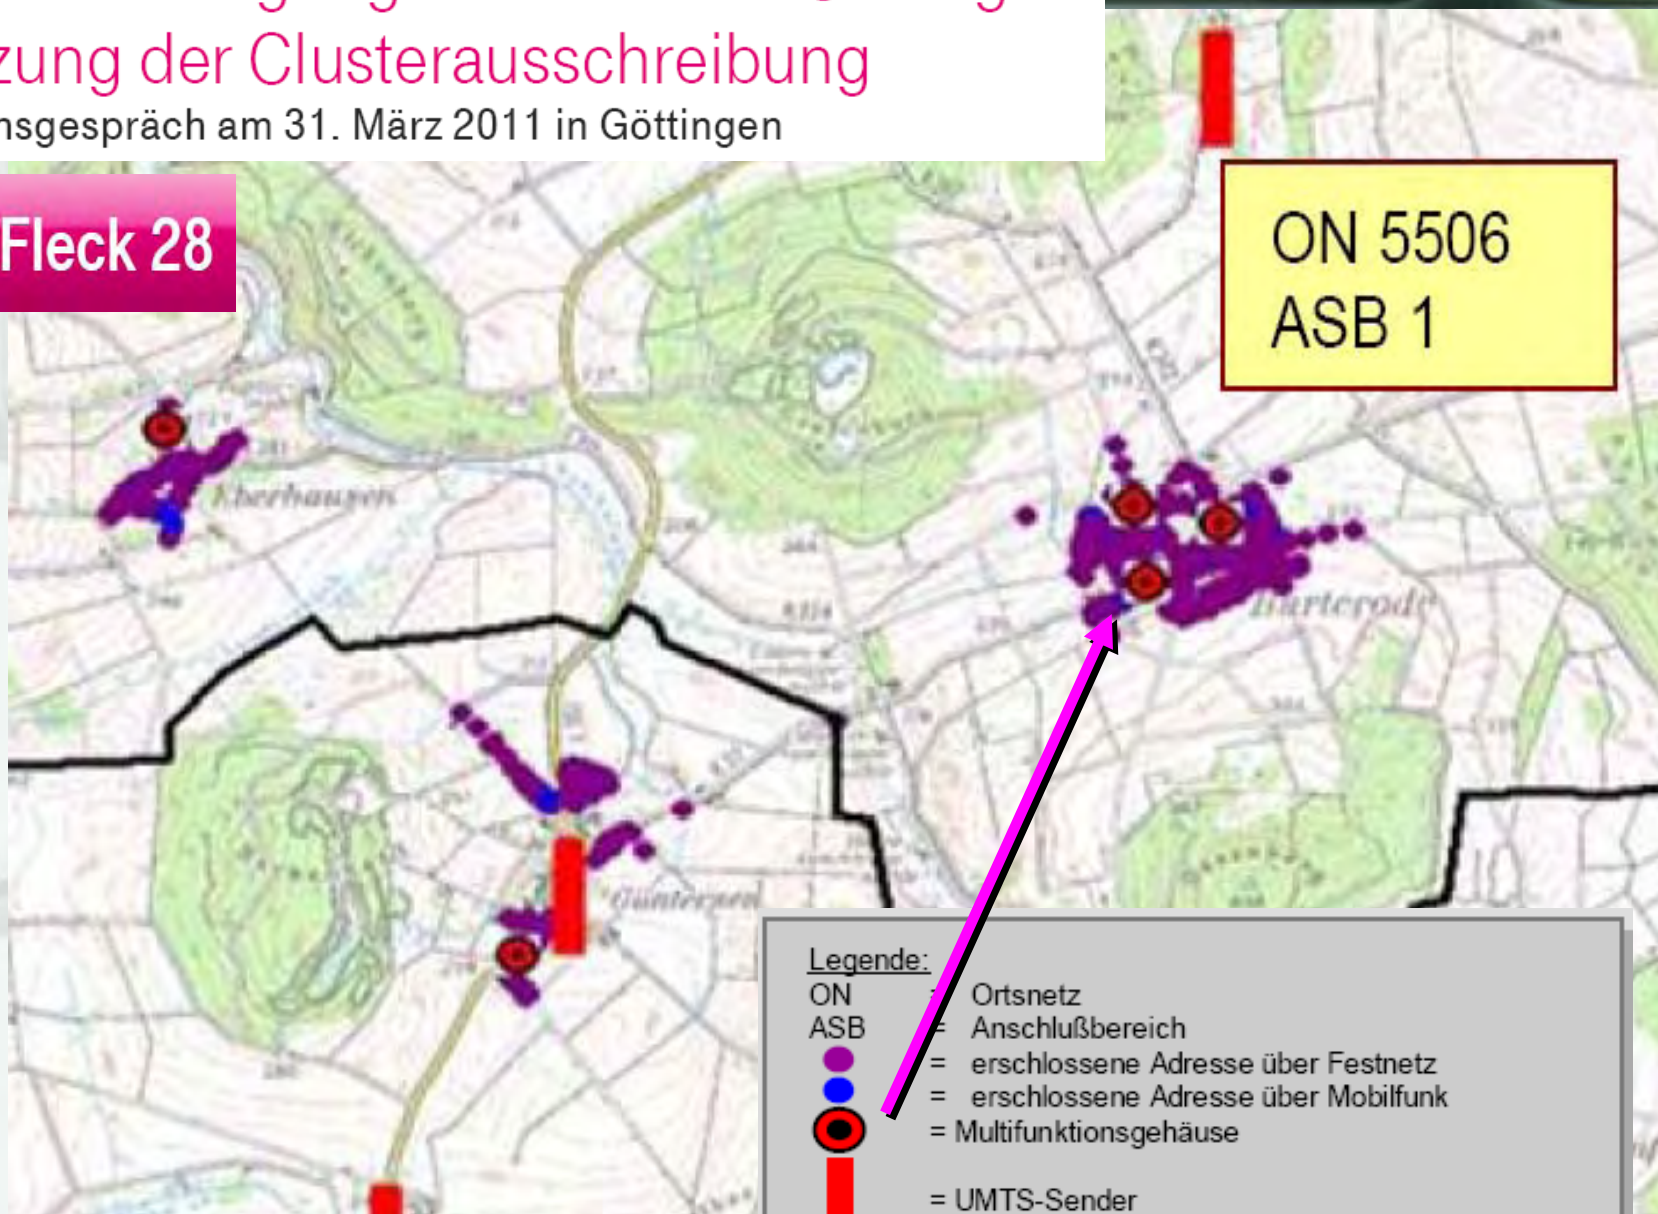 zung der Clusterausschreibung
nsgespräch am 31. März 2011 in Göttingen
Fleck 28
ON 5506
ASB 1
Eberhausen
Barterode
Güntersen
Legende:
ON = Ortsnetz
ASB = Anschlußbereich
= erschlossene Adresse über Festnetz
= erschlossene Adresse über Mobilfunk
= Multifunktionsgehäuse
= UMTS-Sender